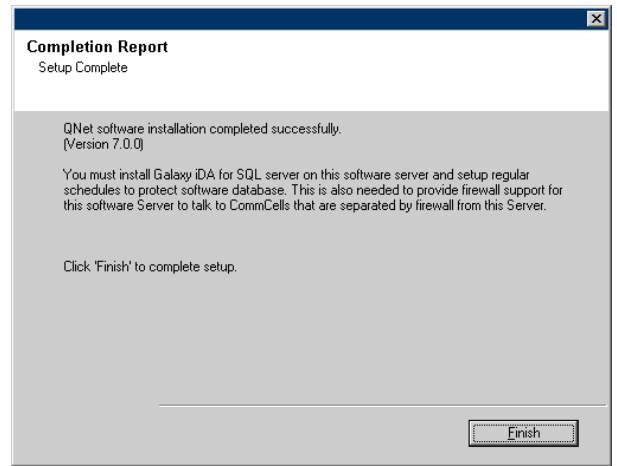 Completion Report
Setup Complete
QNet software installation completed successfully.
(Version 7.0.0)
You must install Galaxy iDA for SQL server on this software server and setup regular
schedules to protect software database. This is also needed to provide firewall support for
this software Server to talk to CommCells that are separated by firewall from this Server.
Click 'Finish' to complete setup.
Finish